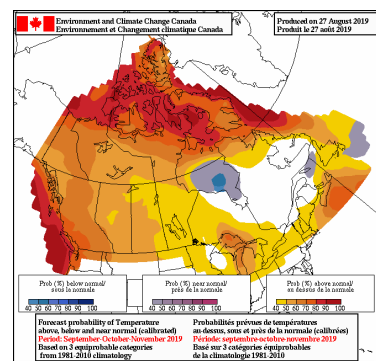 Environment and Climate Change Canada
Environnement et Changement climatique Canada
Produced on 27 August 2019
Produit le 27 août 2019
Prob (%) below normal/
sous la normale
40 50 60 70 80 90 100
Prob (%) near normal/
près de la normale
40 50 60 70 80 90 100
Prob (%) above normal/
au dessus de la normale
40 50 60 70 80 90 100
Forecast probability of Temperature
above, below and near normal (calibrated)
Period: September-October-November 2019
Based on 3 equiprobable categories
from 1981-2010 climatology
Probabilités prévues de températures
au dessus, sous et près de la normale (calibrées)
Période: septembre-octobre-novembre 2019
Basé sur 3 catégories équiprobables
de la climatologie 1981-2010